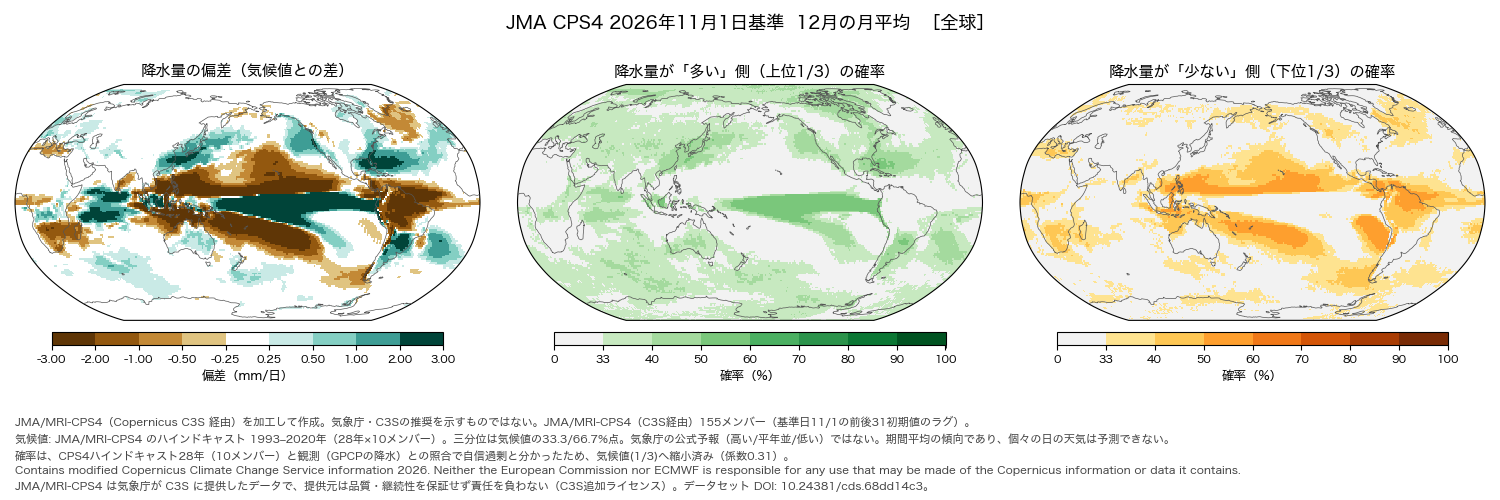 JMA CPS4 2026年11月1日基準 12月の月平均 ［全球］
降水量の偏差（気候値との差）
降水量が「多い」側（上位1/3）の確率
降水量が「少ない」側（下位1/3）の確率
-3.00 -2.00 -1.00 -0.50 -0.25 0.25 0.50 1.00 2.00 3.00
偏差（mm/日）
0 33 40 50 60 70 80 90 100
確率（%）
0 33 40 50 60 70 80 90 100
確率（%）
JMA/MRI-CPS4（Copernicus C3S 経由）を加工して作成。気象庁・C3Sの推奨を示すものではない。JMA/MRI-CPS4（C3S経由）155メンバー（基準日11/1の前後31初期値のラグ）。
気候値: JMA/MRI-CPS4 のハインドキャスト 1993–2020年（28年×10メンバー）。三分位は気候値の33.3/66.7%点。気象庁の公式予報（高い/平年並/低い）ではない。期間平均の傾向であり、個々の日の天気は予測できない。
確率は、CPS4ハインドキャスト28年（10メンバー）と観測（GPCPの降水）との照合で自信過剰と分かったため、気候値(1/3)へ縮小済み（係数0.31）。
Contains modified Copernicus Climate Change Service information 2026. Neither the European Commission nor ECMWF is responsible for any use that may be made of the Copernicus information or data it contains.
JMA/MRI-CPS4 は気象庁が C3S に提供したデータで、提供元は品質・継続性を保証せず責任を負わない（C3S追加ライセンス）。データセット DOI: 10.24381/cds.68dd14c3。